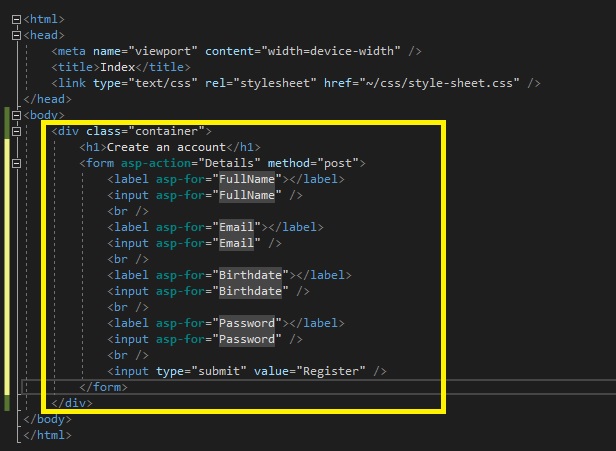 <html>
<head>
<meta name="viewport" content="width=device-width" />
<title>Index</title>
<link type="text/css" rel="stylesheet" href="~/css/style-sheet.css" />
</head>
<body>
<div class="container">
<h1>Create an account</h1>
<form asp-action="Details" method="post">
<label asp-for="FullName"></label>
<input asp-for="FullName" />
<br />
<label asp-for="Email"></label>
<input asp-for="Email" />
<br />
<label asp-for="Birthdate"></label>
<input asp-for="Birthdate" />
<br />
<label asp-for="Password"></label>
<input asp-for="Password" />
<br />
<input type="submit" value="Register" />
</form>
</div>
</body>
</html>